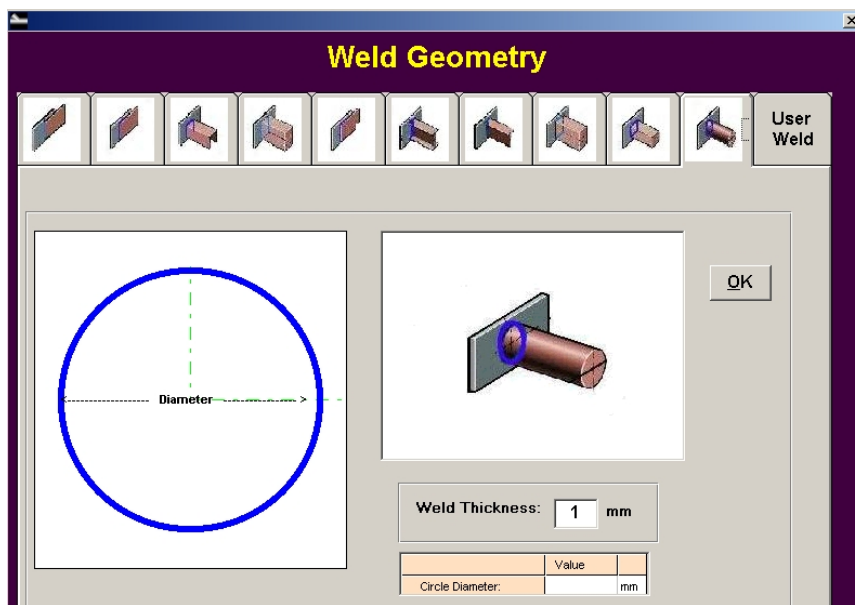 Weld Geometry
User
Weld
OK
Diameter
Weld Thickness: 1 mm
Value
Circle Diameter: mm